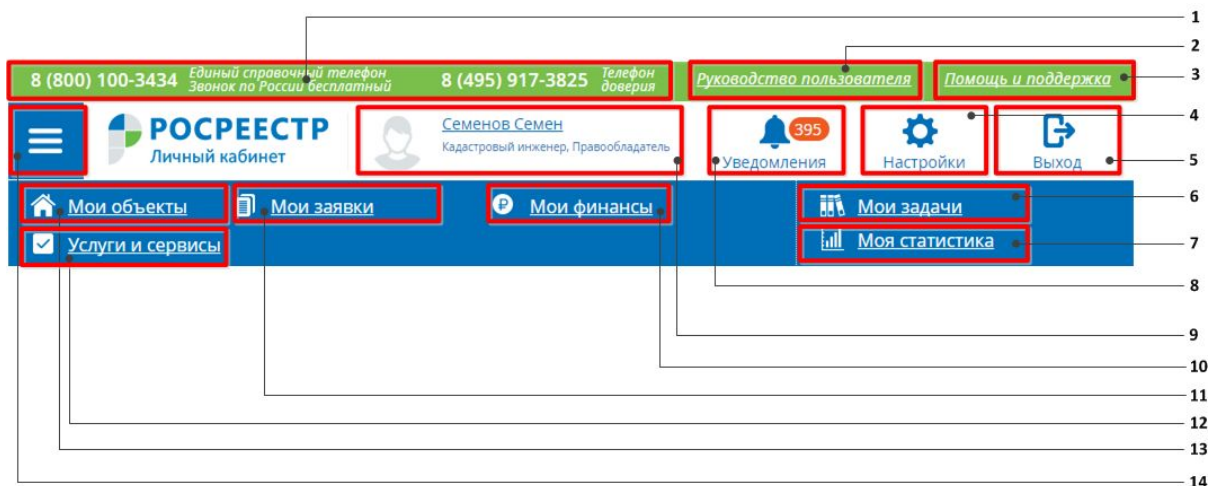 1
2
8 (800) 100-3434 Единый справочный телефон Звонок по России бесплатный 8 (495) 917-3825 Телефон доверия Руководство пользователя Помощь и поддержка 3
РОСРЕЕСТР
Личный кабинет
Семенов Семен
Кадастровый инженер, Правообладатель
395
Уведомления
Настройки
Выход
4
5
Мои объекты Мои заявки Мои финансы Мои задачи 6
Услуги и сервисы Моя статистика 7
8
9
10
11
12
13
14